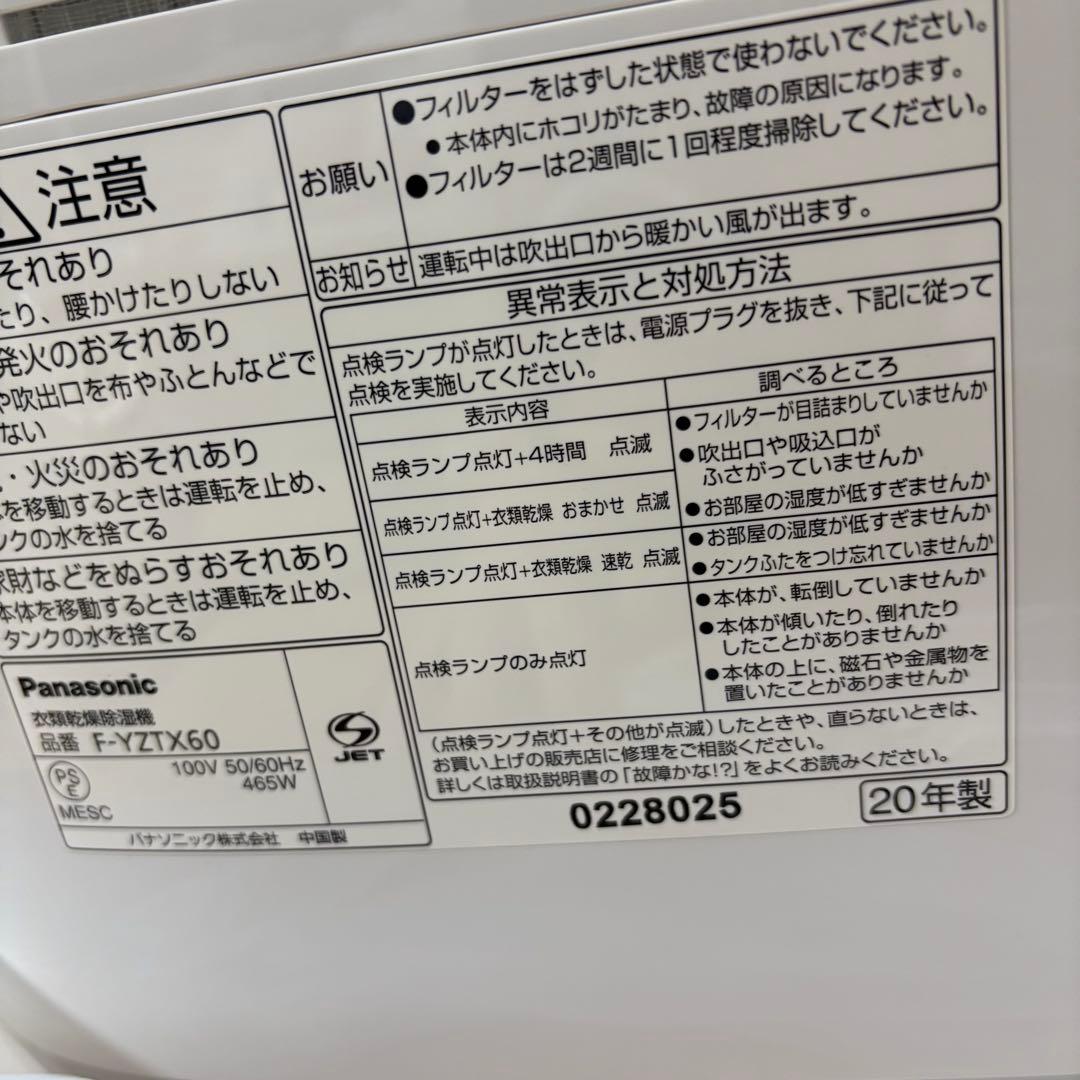 注意
それあり
たり、腰かけたりしない
発火のおそれあり
や吹出口を布やふとんなどで
ない
・火災のおそれあり
を移動するときは運転を止め、
ンクの水を捨てる
家財などをぬらすおそれあり
本体を移動するときは運転を止め、
タンクの水を捨てる
Panasonic
衣類乾燥除湿機
品番 F-YZTX60
100V 50/60Hz
465W
PS
E
MESC
JET
パナソニック株式会社 中国製
お願い
●フィルターをはずした状態で使わないでください。
●本体内にホコリがたまり、故障の原因になります。
●フィルターは2週間に1回程度掃除してください。
お知らせ
運転中は吹出口から暖かい風が出ます。
異常表示と対処方法
点検ランプが点灯したときは、電源プラグを抜き、下記に従って
点検を実施してください。
表示内容
調べるところ
点検ランプ点灯+4時間 点滅
●フィルターが目詰まりしていませんか
●吹出口や吸込口が
ふさがっていませんか
●お部屋の湿度が低すぎませんか
点検ランプ点灯+衣類乾燥 おまかせ 点滅
●お部屋の湿度が低すぎませんか
点検ランプ点灯+衣類乾燥 速乾 点滅
●タンクふたをつけ忘れていませんか
点検ランプのみ点灯
●本体が、転倒していませんか
●本体が傾いたり、倒れたり
したことがありませんか
●本体の上に、磁石や金属物を
置いたことがありませんか
(点検ランプ点灯+その他が点滅)したときや、直らないときは、
お買い上げの販売店に修理をご相談ください。
詳しくは取扱説明書の「故障かな!?」をよくお読みください。
0228025
20年製